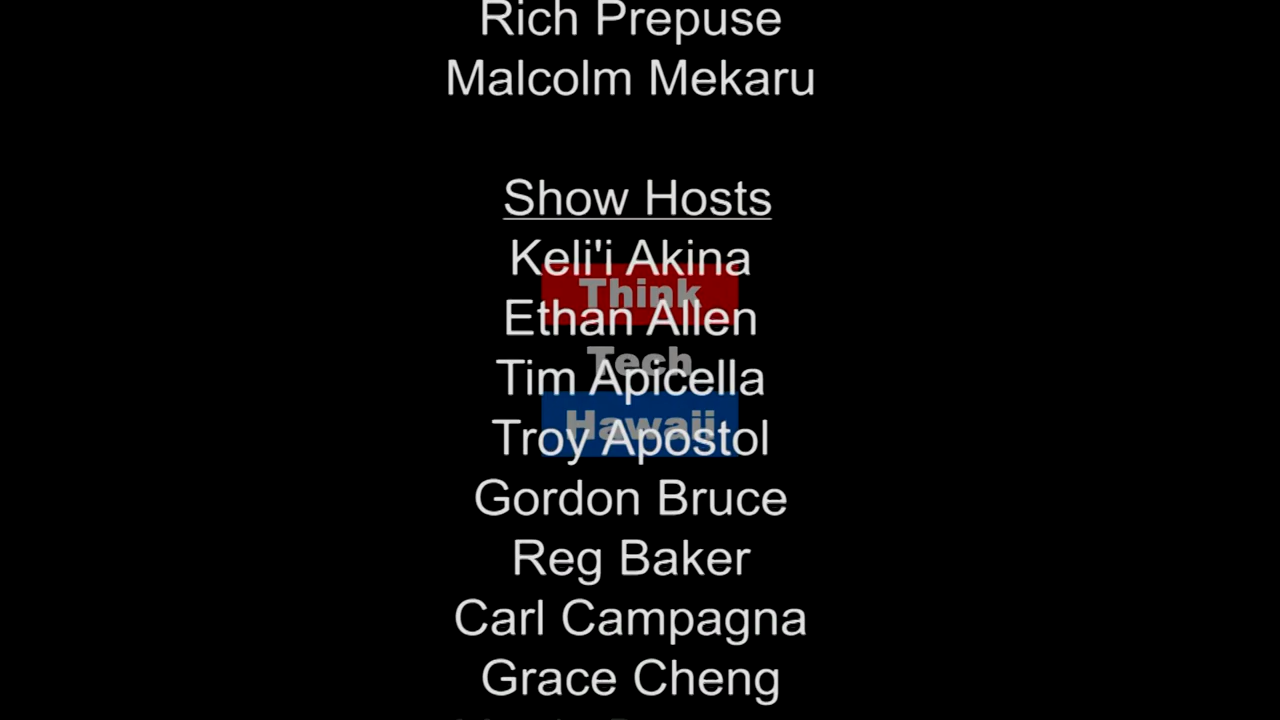 Rich Prepuse
Malcolm Mekaru
Show Hosts
Keli'i Akina
Think
Ethan Allen
Tech
Tim Apicella
Hawaii
Troy Apostol
Gordon Bruce
Reg Baker
Carl Campagna
Grace Cheng